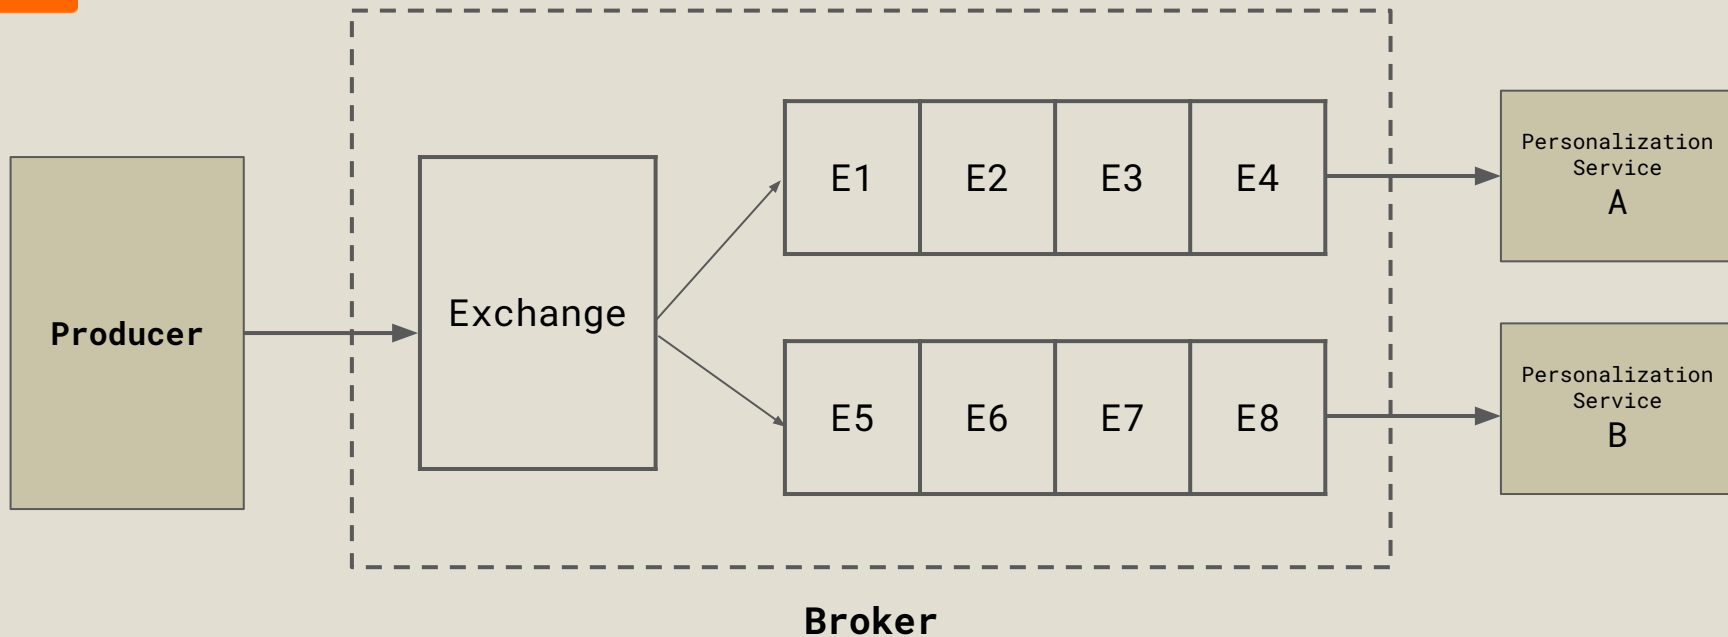 Producer
Exchange
E1 E2 E3 E4
E5 E6 E7 E8
Personalization
Service
A
Personalization
Service
B
Broker